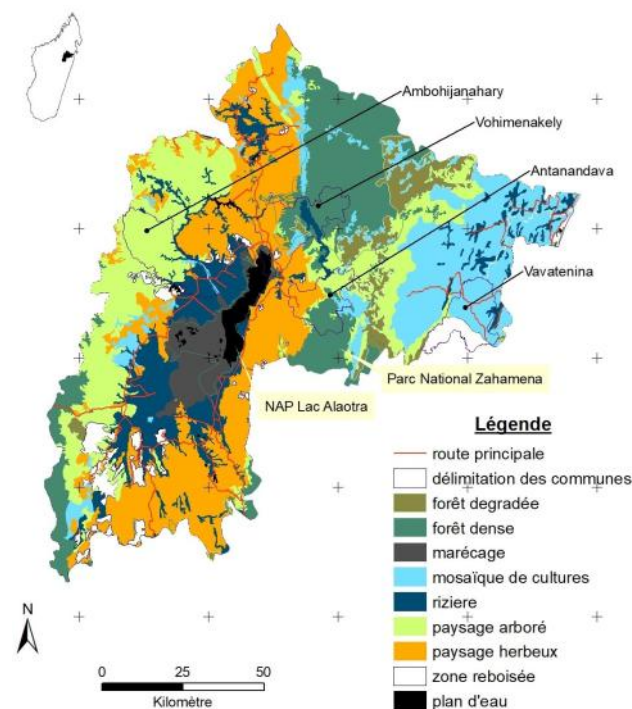 Ambohijanahary
Vohimenakely
Antanandava
Vavatenina
Parc National Zahamena
NAP Lac Alaotra
Légende
route principale
délimitation des communes
forêt degradée
forêt dense
marécage
mosaïque de cultures
riziere
paysage arboré
paysage herbeux
zone reboisée
plan d'eau
N
0 25 50
Kilomètre